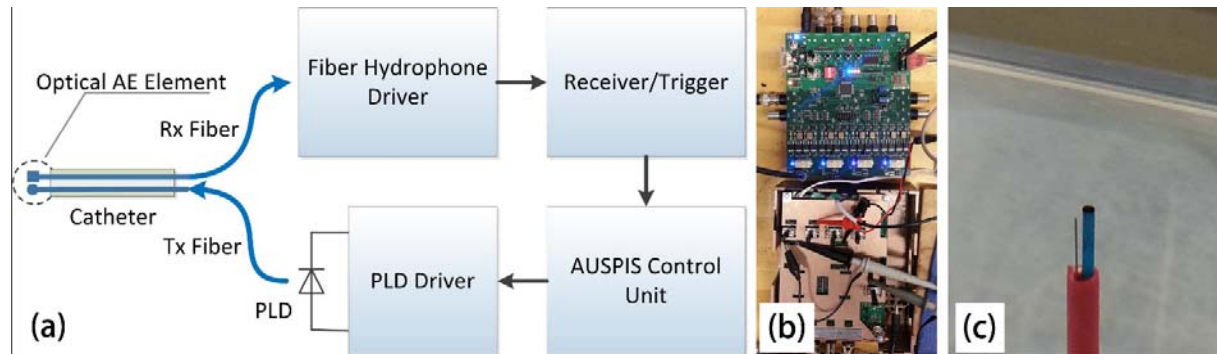 Optical AE Element
Rx Fiber
Catheter
Tx Fiber
PLD
Fiber Hydrophone
Driver
Receiver/Trigger
PLD Driver
AUSPIS Control
Unit
(a)
(b)
(c)